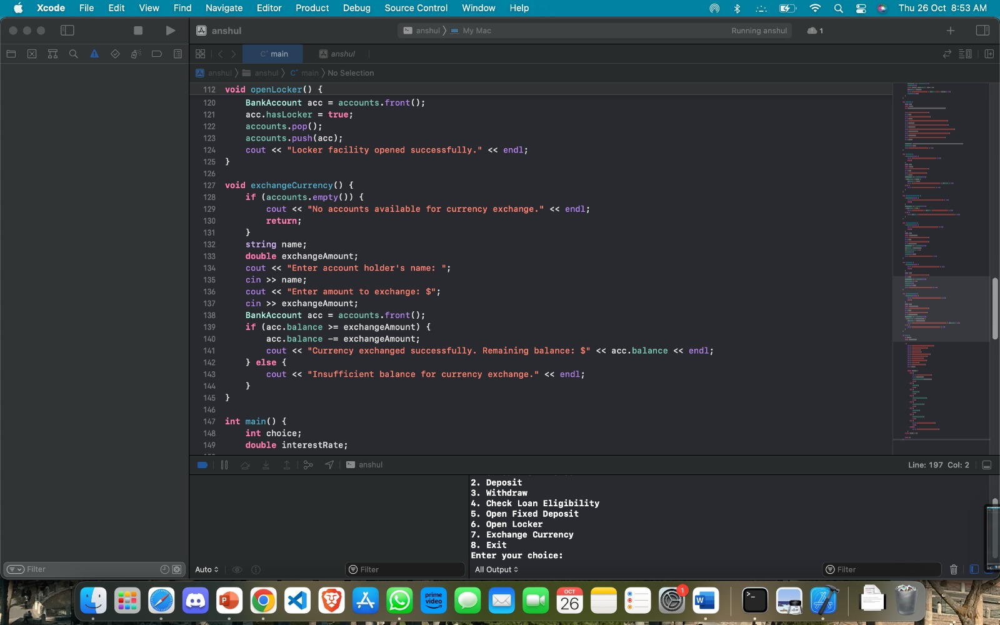 Xcode File Edit View Find Navigate Editor Product Debug Source Control Window Help Thu 26 Oct 8:53 AM
anshul anshul 〉 My Mac Running anshul 1
C⁺ main anshul
anshul 〉 anshul 〉 C⁺ main 〉 No Selection
112 void openLocker() {
120 BankAccount acc = accounts.front();
121 acc.hasLocker = true;
122 accounts.pop();
123 accounts.push(acc);
124 cout << "Locker facility opened successfully." << endl;
125 }
126
127 void exchangeCurrency() {
128 if (accounts.empty()) {
129 cout << "No accounts available for currency exchange." << endl;
130 return;
131 }
132 string name;
133 double exchangeAmount;
134 cout << "Enter account holder's name: ";
135 cin >> name;
136 cout << "Enter amount to exchange: $";
137 cin >> exchangeAmount;
138 BankAccount acc = accounts.front();
139 if (acc.balance >= exchangeAmount) {
140 acc.balance -= exchangeAmount;
141 cout << "Currency exchanged successfully. Remaining balance: $" << acc.balance << endl;
142 } else {
143 cout << "Insufficient balance for currency exchange." << endl;
144 }
145 }
146
147 int main() {
148 int choice;
149 double interestRate;
anshul Line: 197 Col: 2
2. Deposit
3. Withdraw
4. Check Loan Eligibility
5. Open Fixed Deposit
6. Open Locker
7. Exchange Currency
8. Exit
Enter your choice:
Filter Auto Filter All Output Filter
prime video
OCT
26
1